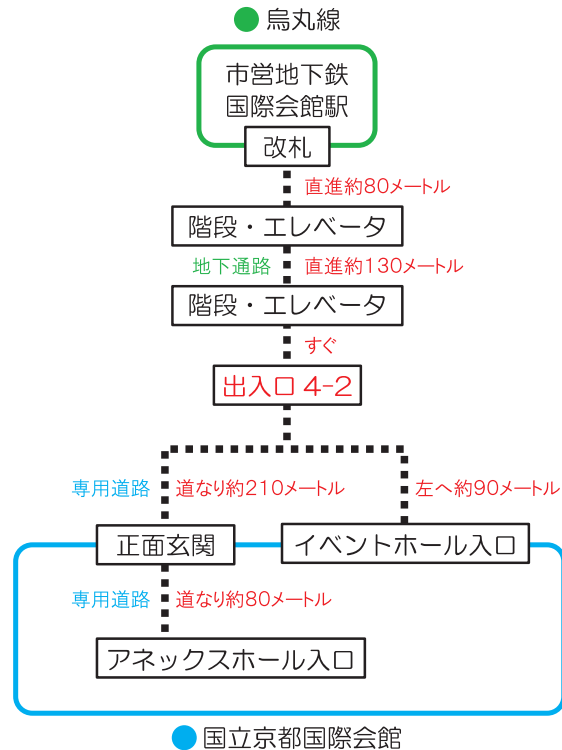 烏丸線
市営地下鉄
国際会館駅
改札
直進約80メートル
階段・エレベータ
地下通路 直進約130メートル
階段・エレベータ
すぐ
出入口 4-2
専用道路 道なり約210メートル 左へ約90メートル
正面玄関 イベントホール入口
専用道路 道なり約80メートル
アネックスホール入口
国立京都国際会館